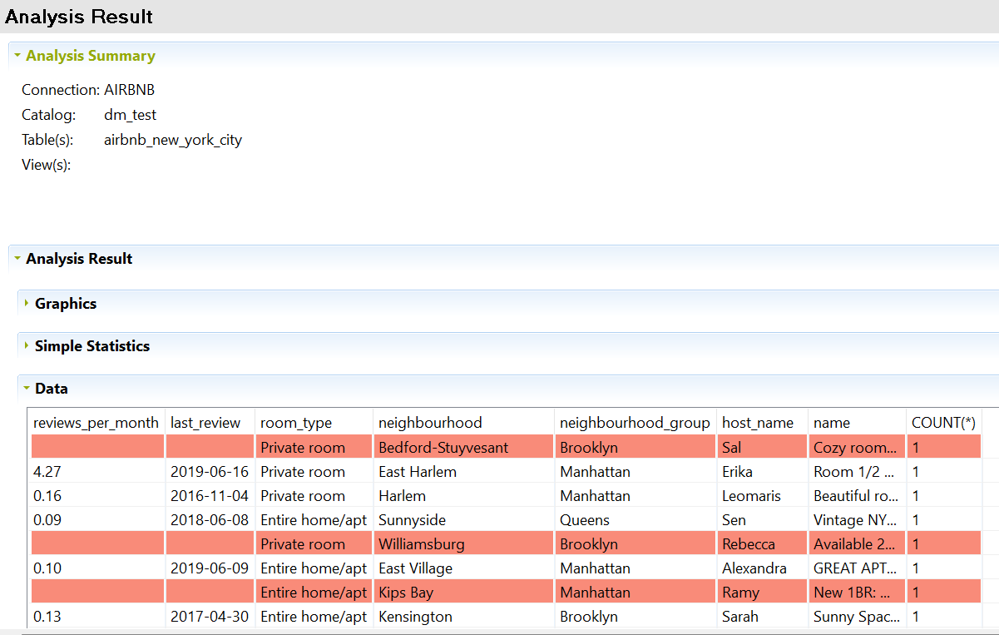 Analysis Result
Analysis Summary
Connection: AIRBNB
Catalog: dm_test
Table(s): airbnb_new_york_city
View(s):
Analysis Result
Graphics
Simple Statistics
Data
reviews_per_month last_review room_type neighbourhood neighbourhood_group host_name name COUNT(*)
Private room Bedford-Stuyvesant Brooklyn Sal Cozy room... 1
4.27 2019-06-16 Private room East Harlem Manhattan Erika Room 1/2 ... 1
0.16 2016-11-04 Private room Harlem Manhattan Leomaris Beautiful ro... 1
0.09 2018-06-08 Entire home/apt Sunnyside Queens Sen Vintage NY... 1
Private room Williamsburg Brooklyn Rebecca Available 2... 1
0.10 2019-06-09 Entire home/apt East Village Manhattan Alexandra GREAT APT... 1
Entire home/apt Kips Bay Manhattan Ramy New 1BR: ... 1
0.13 2017-04-30 Entire home/apt Kensington Brooklyn Sarah Sunny Spac... 1